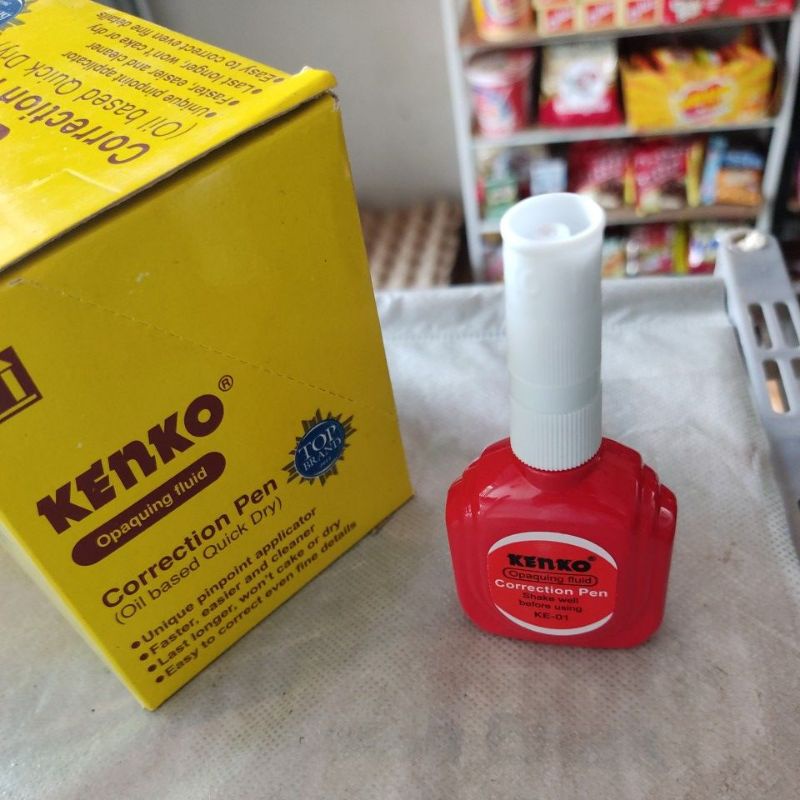 Correction
(Oil based Quick Dry)
• Unique pinpoint applicator
• Faster easier and cleaner
• Last longer, won't cake or dry
• Easy to correct even fine details
KENKO®
Opaquing fluid
TOP
BRAND
Correction Pen
(Oil based Quick Dry)
• Unique pinpoint applicator
• Faster, easier and cleaner
• Last longer, won't cake or dry
• Easy to correct even fine details
KENKO®
Opaquing fluid
Correction Pen
Shake well
before using
KE-01